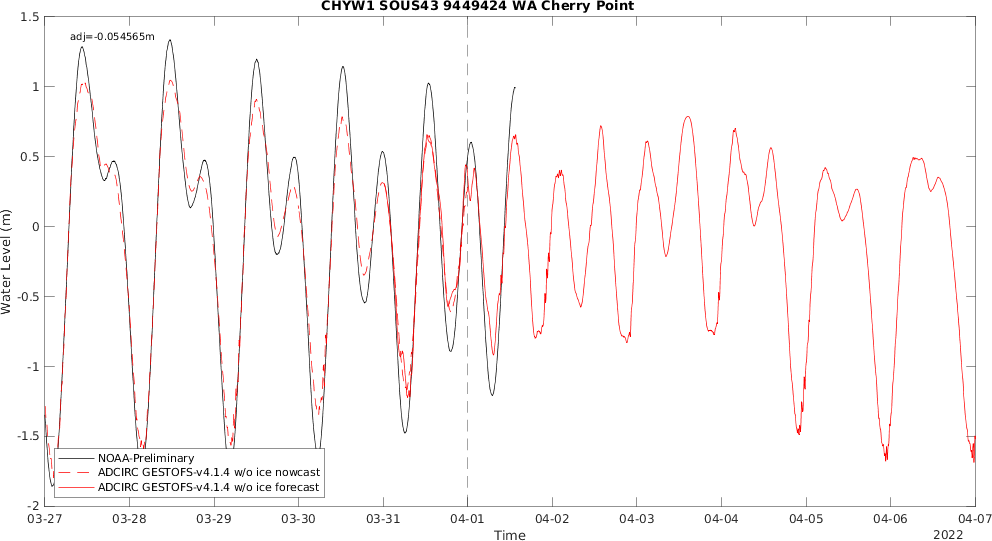 CHYW1 SOUS43 9449424 WA Cherry Point
adj=-0.054565m
1.5
1
0.5
0
-0.5
-1
-1.5
-2
Water Level (m)
NOAA-Preliminary
ADCIRC GESTOFS-v4.1.4 w/o ice nowcast
ADCIRC GESTOFS-v4.1.4 w/o ice forecast
03-27 03-28 03-29 03-30 03-31 04-01 04-02 04-03 04-04 04-05 04-06 04-07
Time
2022